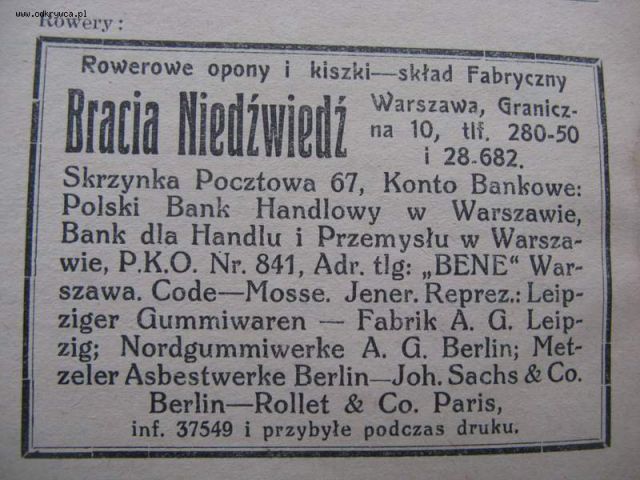 www.odkrywca.pl
Rowery:
Rowerowe opony i kiszki—skład Fabryczny
Bracia Niedźwiedź
Warszawa, Granicz-
na 10, tlf. 280-50
i 28-682.
Skrzynka Pocztowa 67, Konto Bankowe:
Polski Bank Handlowy w Warszawie,
Bank dla Handlu i Przemysłu w Warsza-
wie, P.K.O. Nr. 841, Adr. tlg: „BENE“ War-
szawa. Code—Mosse. Jener. Reprez.: Leip-
ziger Gummiwaren — Fabrik A. G. Leip-
zig; Nordgummiwerke A. G. Berlin; Met-
zeler Asbestwerke Berlin—Joh. Sachs & Co.
Berlin—Rollet & Co. Paris,
inf. 37549 i przybyłe podczas druku.